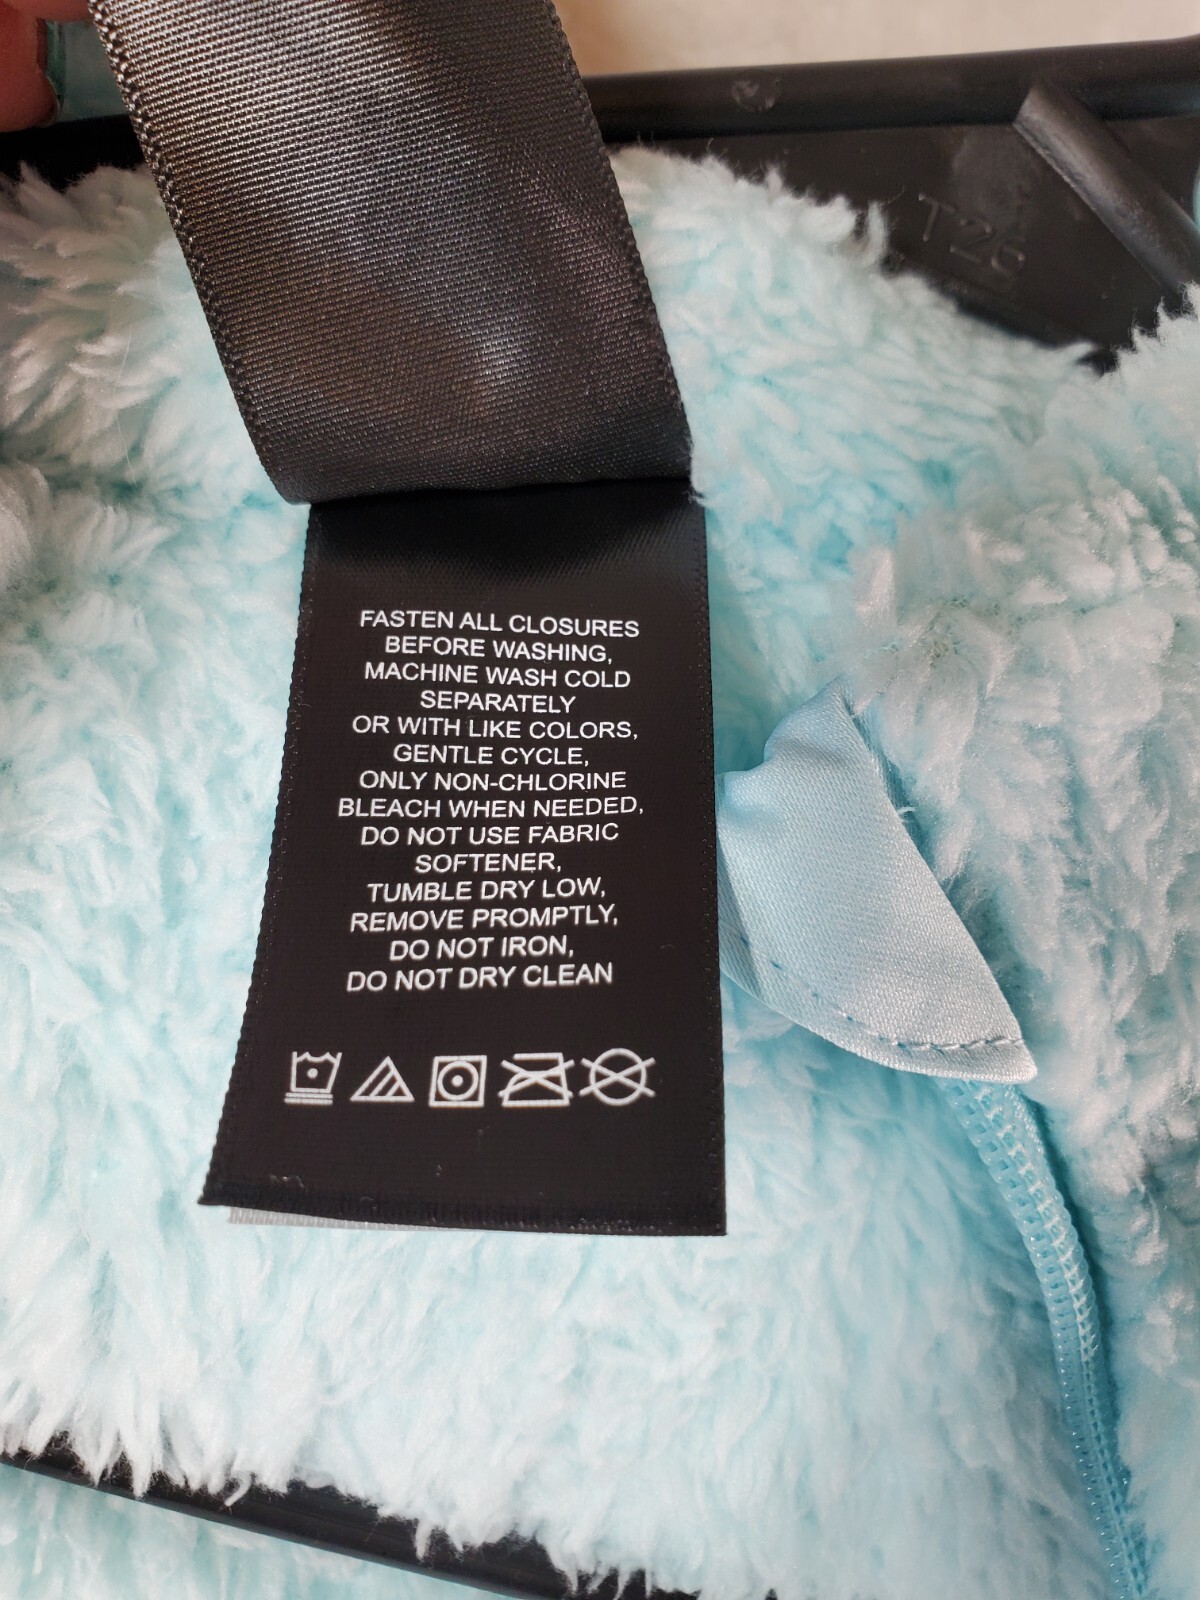 T26
FASTEN ALL CLOSURES
BEFORE WASHING,
MACHINE WASH COLD
SEPARATELY
OR WITH LIKE COLORS,
GENTLE CYCLE,
ONLY NON-CHLORINE
BLEACH WHEN NEEDED,
DO NOT USE FABRIC
SOFTENER,
TUMBLE DRY LOW,
REMOVE PROMPTLY,
DO NOT IRON,
DO NOT DRY CLEAN